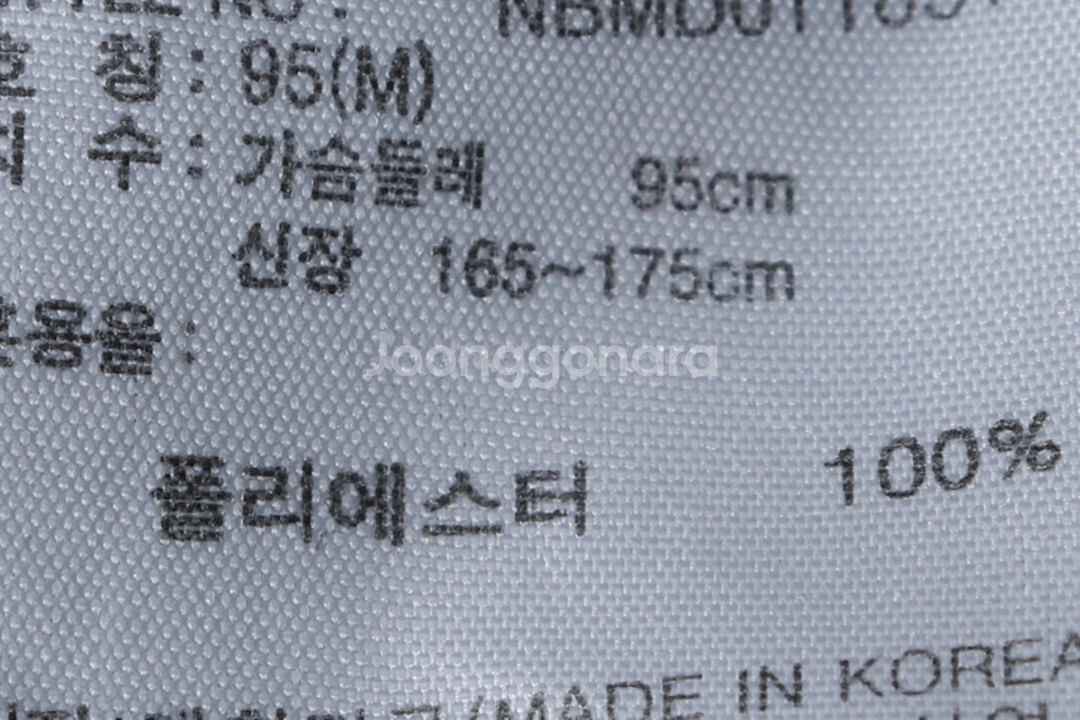 호 칭 : 95(M)
치 수 : 가슴둘레 95cm
신장 165~175cm
혼용율 :
Joonggonara
폴리에스터 100%
(MADE IN KOREA